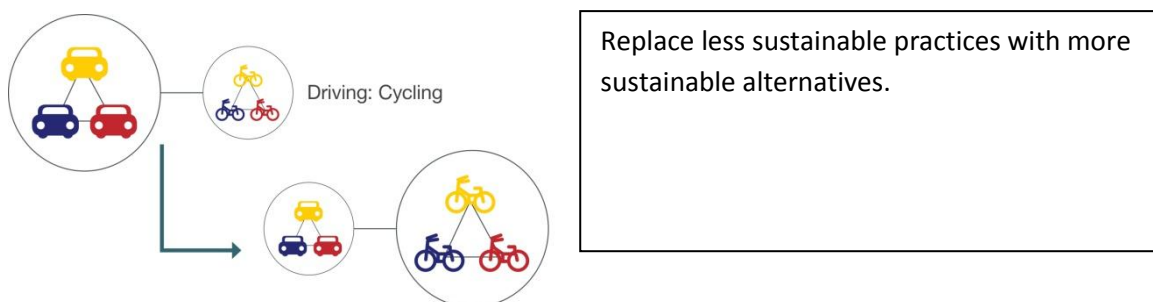 Driving: Cycling
Replace less sustainable practices with more
sustainable alternatives.